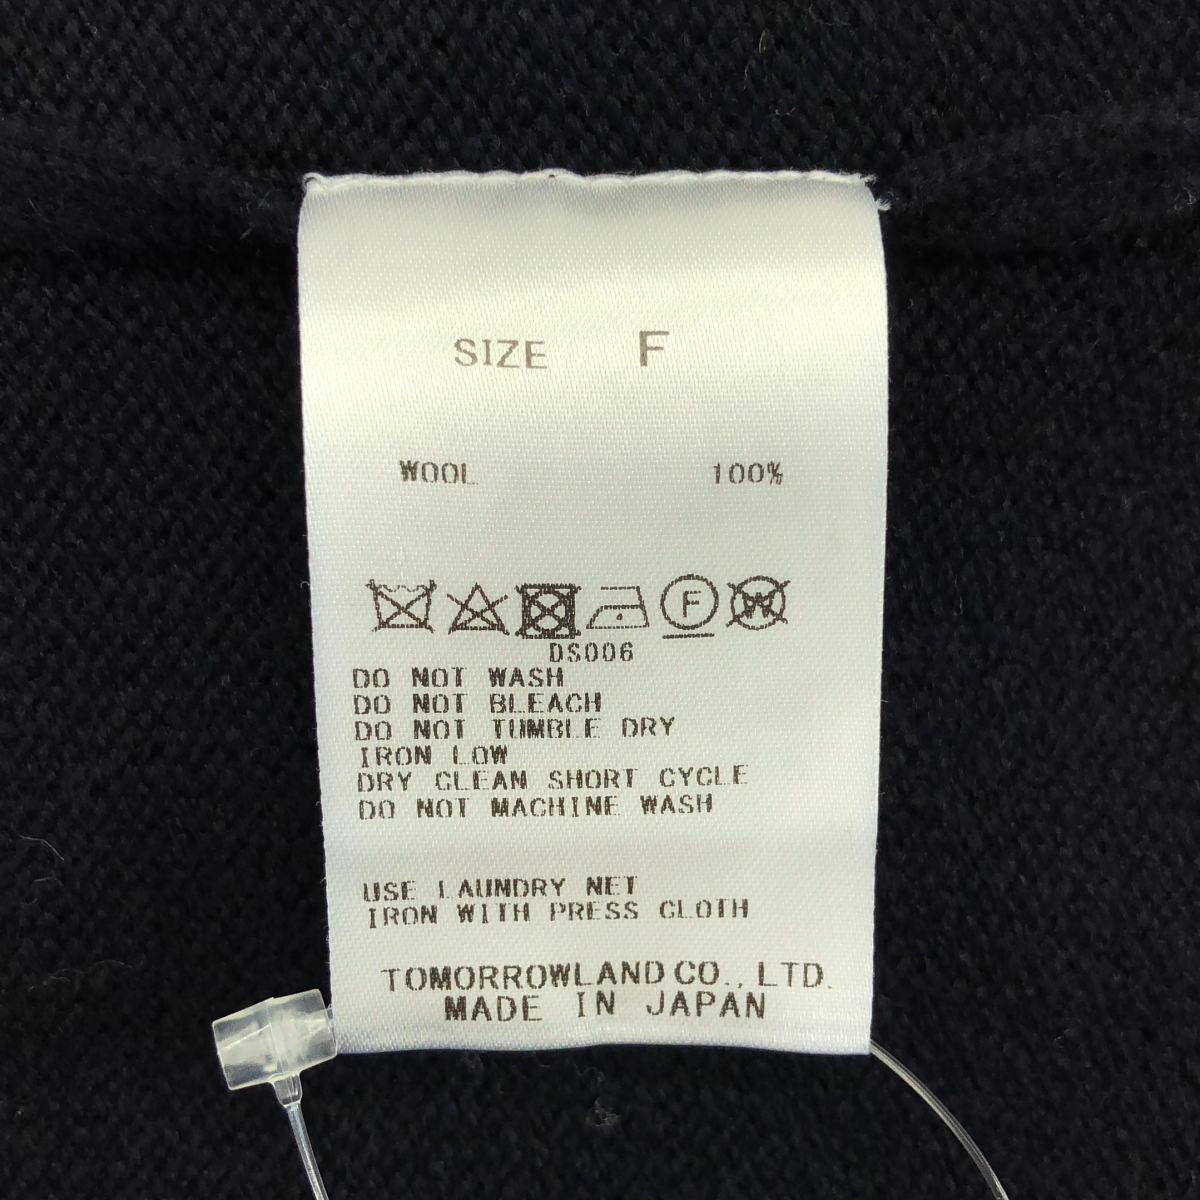 SIZE F
WOOL 100%
F W
DS006
DO NOT WASH
DO NOT BLEACH
DO NOT TUMBLE DRY
IRON LOW
DRY CLEAN SHORT CYCLE
DO NOT MACHINE WASH
USE LAUNDRY NET
IRON WITH PRESS CLOTH
TOMORROWLAND CO., LTD.
MADE IN JAPAN